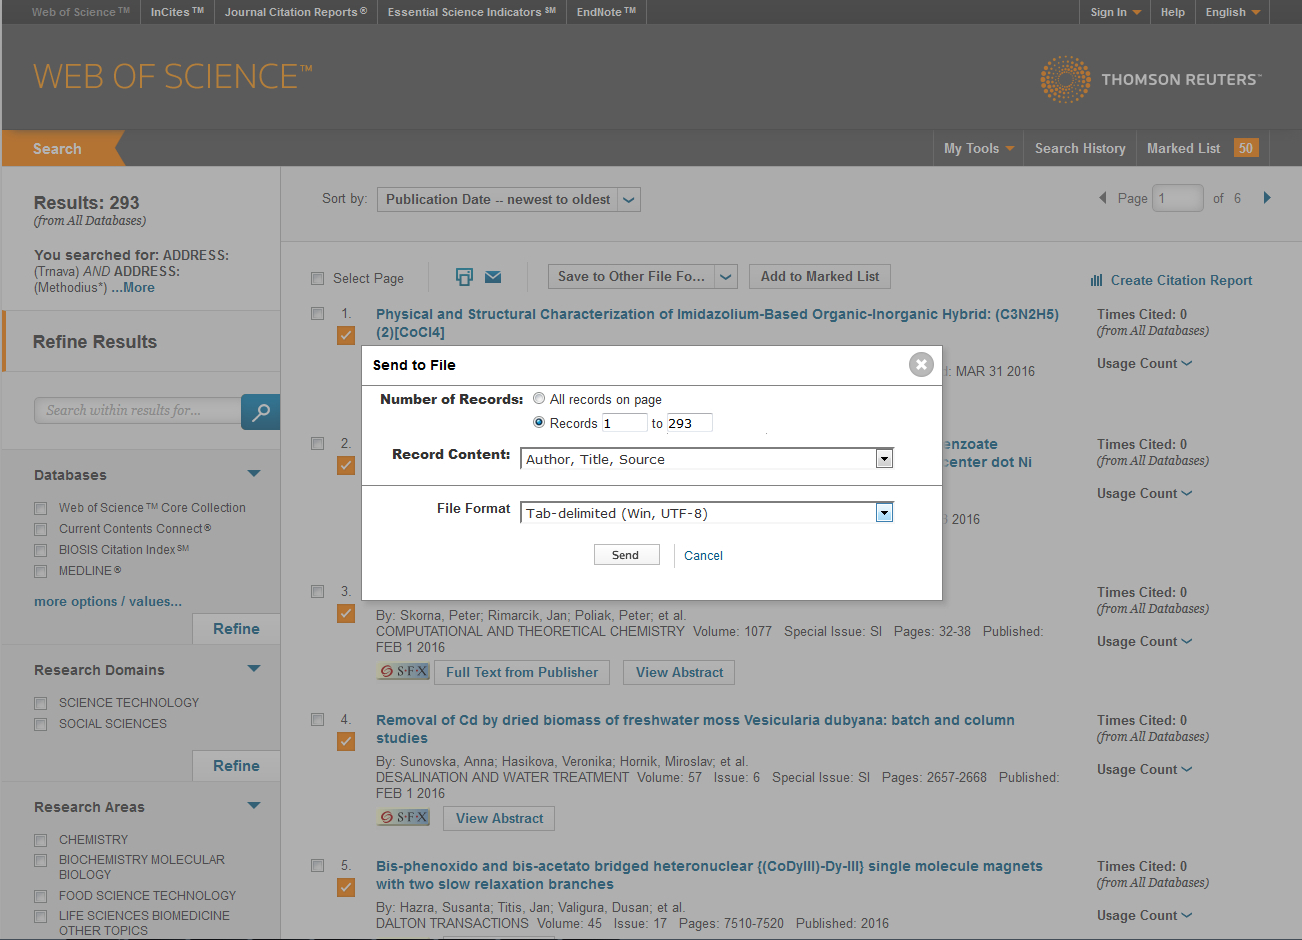 Web of Science™ InCites™ Journal Citation Reports® Essential Science Indicators℠ EndNote™ Sign In Help English
WEB OF SCIENCE™
THOMSON REUTERS™
Search My Tools Search History Marked List 50
Results: 293
(from All Databases)
You searched for: ADDRESS:
(Trnava) AND ADDRESS:
(Methodius*) ...More
Refine Results
Search within results for...
Databases
Web of Science™ Core Collection
Current Contents Connect®
BIOSIS Citation Index℠
MEDLINE®
more options / values...
Refine
Research Domains
SCIENCE TECHNOLOGY
SOCIAL SCIENCES
Refine
Research Areas
CHEMISTRY
BIOCHEMISTRY MOLECULAR
BIOLOGY
FOOD SCIENCE TECHNOLOGY
LIFE SCIENCES BIOMEDICINE
OTHER TOPICS
Sort by: Publication Date -- newest to oldest
Page 1 of 6
Select Page
Save to Other File Fo... Add to Marked List
Create Citation Report
1. Physical and Structural Characterization of Imidazolium-Based Organic-Inorganic Hybrid: (C3N2H5)
(2)[CoCl4]
MAR 31 2016
Times Cited: 0
(from All Databases)
Usage Count
Send to File
Number of Records: All records on page
Records 1 to 293
Record Content: Author, Title, Source
File Format Tab-delimited (Win, UTF-8)
Send Cancel
2.
enzoate
center dot Ni
2016
Times Cited: 0
(from All Databases)
Usage Count
3.
By: Skorna, Peter; Rimarcik, Jan; Poliak, Peter; et al.
COMPUTATIONAL AND THEORETICAL CHEMISTRY Volume: 1077 Special Issue: SI Pages: 32-38 Published:
FEB 1 2016
S·F·X Full Text from Publisher View Abstract
Times Cited: 0
(from All Databases)
Usage Count
4. Removal of Cd by dried biomass of freshwater moss Vesicularia dubyana: batch and column
studies
By: Sunovska, Anna; Hasikova, Veronika; Hornik, Miroslav; et al.
DESALINATION AND WATER TREATMENT Volume: 57 Issue: 6 Special Issue: SI Pages: 2657-2668 Published:
FEB 1 2016
S·F·X View Abstract
Times Cited: 0
(from All Databases)
Usage Count
5. Bis-phenoxido and bis-acetato bridged heteronuclear {(CoDyIII)-Dy-III} single molecule magnets
with two slow relaxation branches
By: Hazra, Susanta; Titis, Jan; Valigura, Dusan; et al.
DALTON TRANSACTIONS Volume: 45 Issue: 17 Pages: 7510-7520 Published: 2016
Times Cited: 0
(from All Databases)
Usage Count